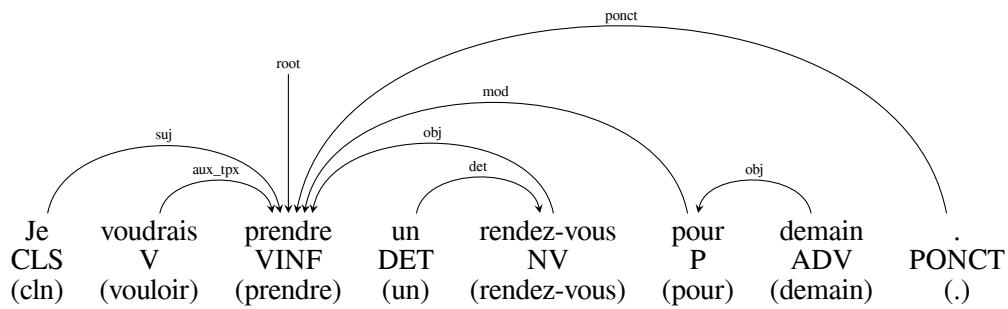 ponct
root
mod
suj obj
aux_tpx det obj
Je voudrais prendre un rendez-vous pour demain .
CLS V VINF DET NV P ADV PONCT
(cln) (vouloir) (prendre) (un) (rendez-vous) (pour) (demain) (.)